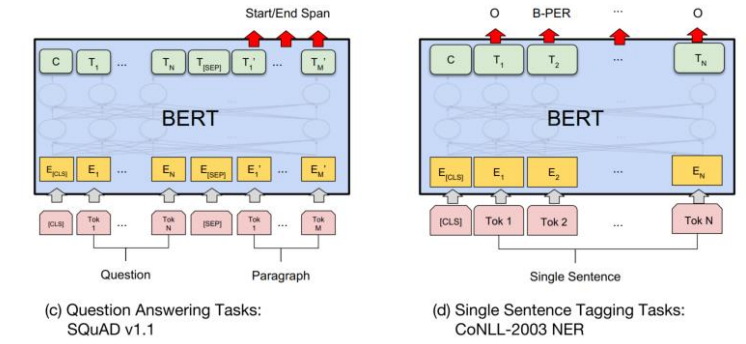 Start/End Span
C T1 ... TN T[SEP] T1' ... TM'
BERT
E[CLS] E1 ... EN E[SEP] E1' ... EM'
[CLS] Tok 1 ... Tok N [SEP] Tok 1 ... Tok M
Question Paragraph
(c) Question Answering Tasks:
SQuAD v1.1
O B-PER ... O
C T1 T2 ... TN
BERT
E[CLS] E1 E2 ... EN
[CLS] Tok 1 Tok 2 ... Tok N
Single Sentence
(d) Single Sentence Tagging Tasks:
CoNLL-2003 NER